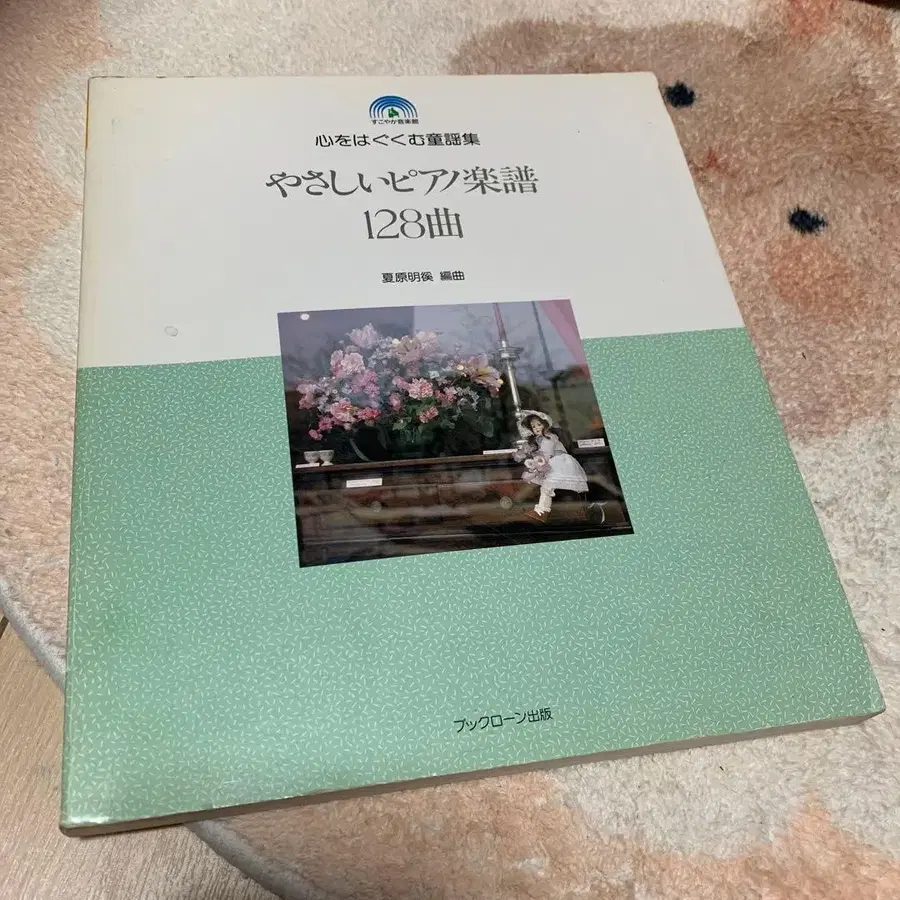 すこやか音楽館
心をはぐくむ童謡集
やさしいピアノ楽譜
128曲
夏原明徯 編曲
ブックローン出版